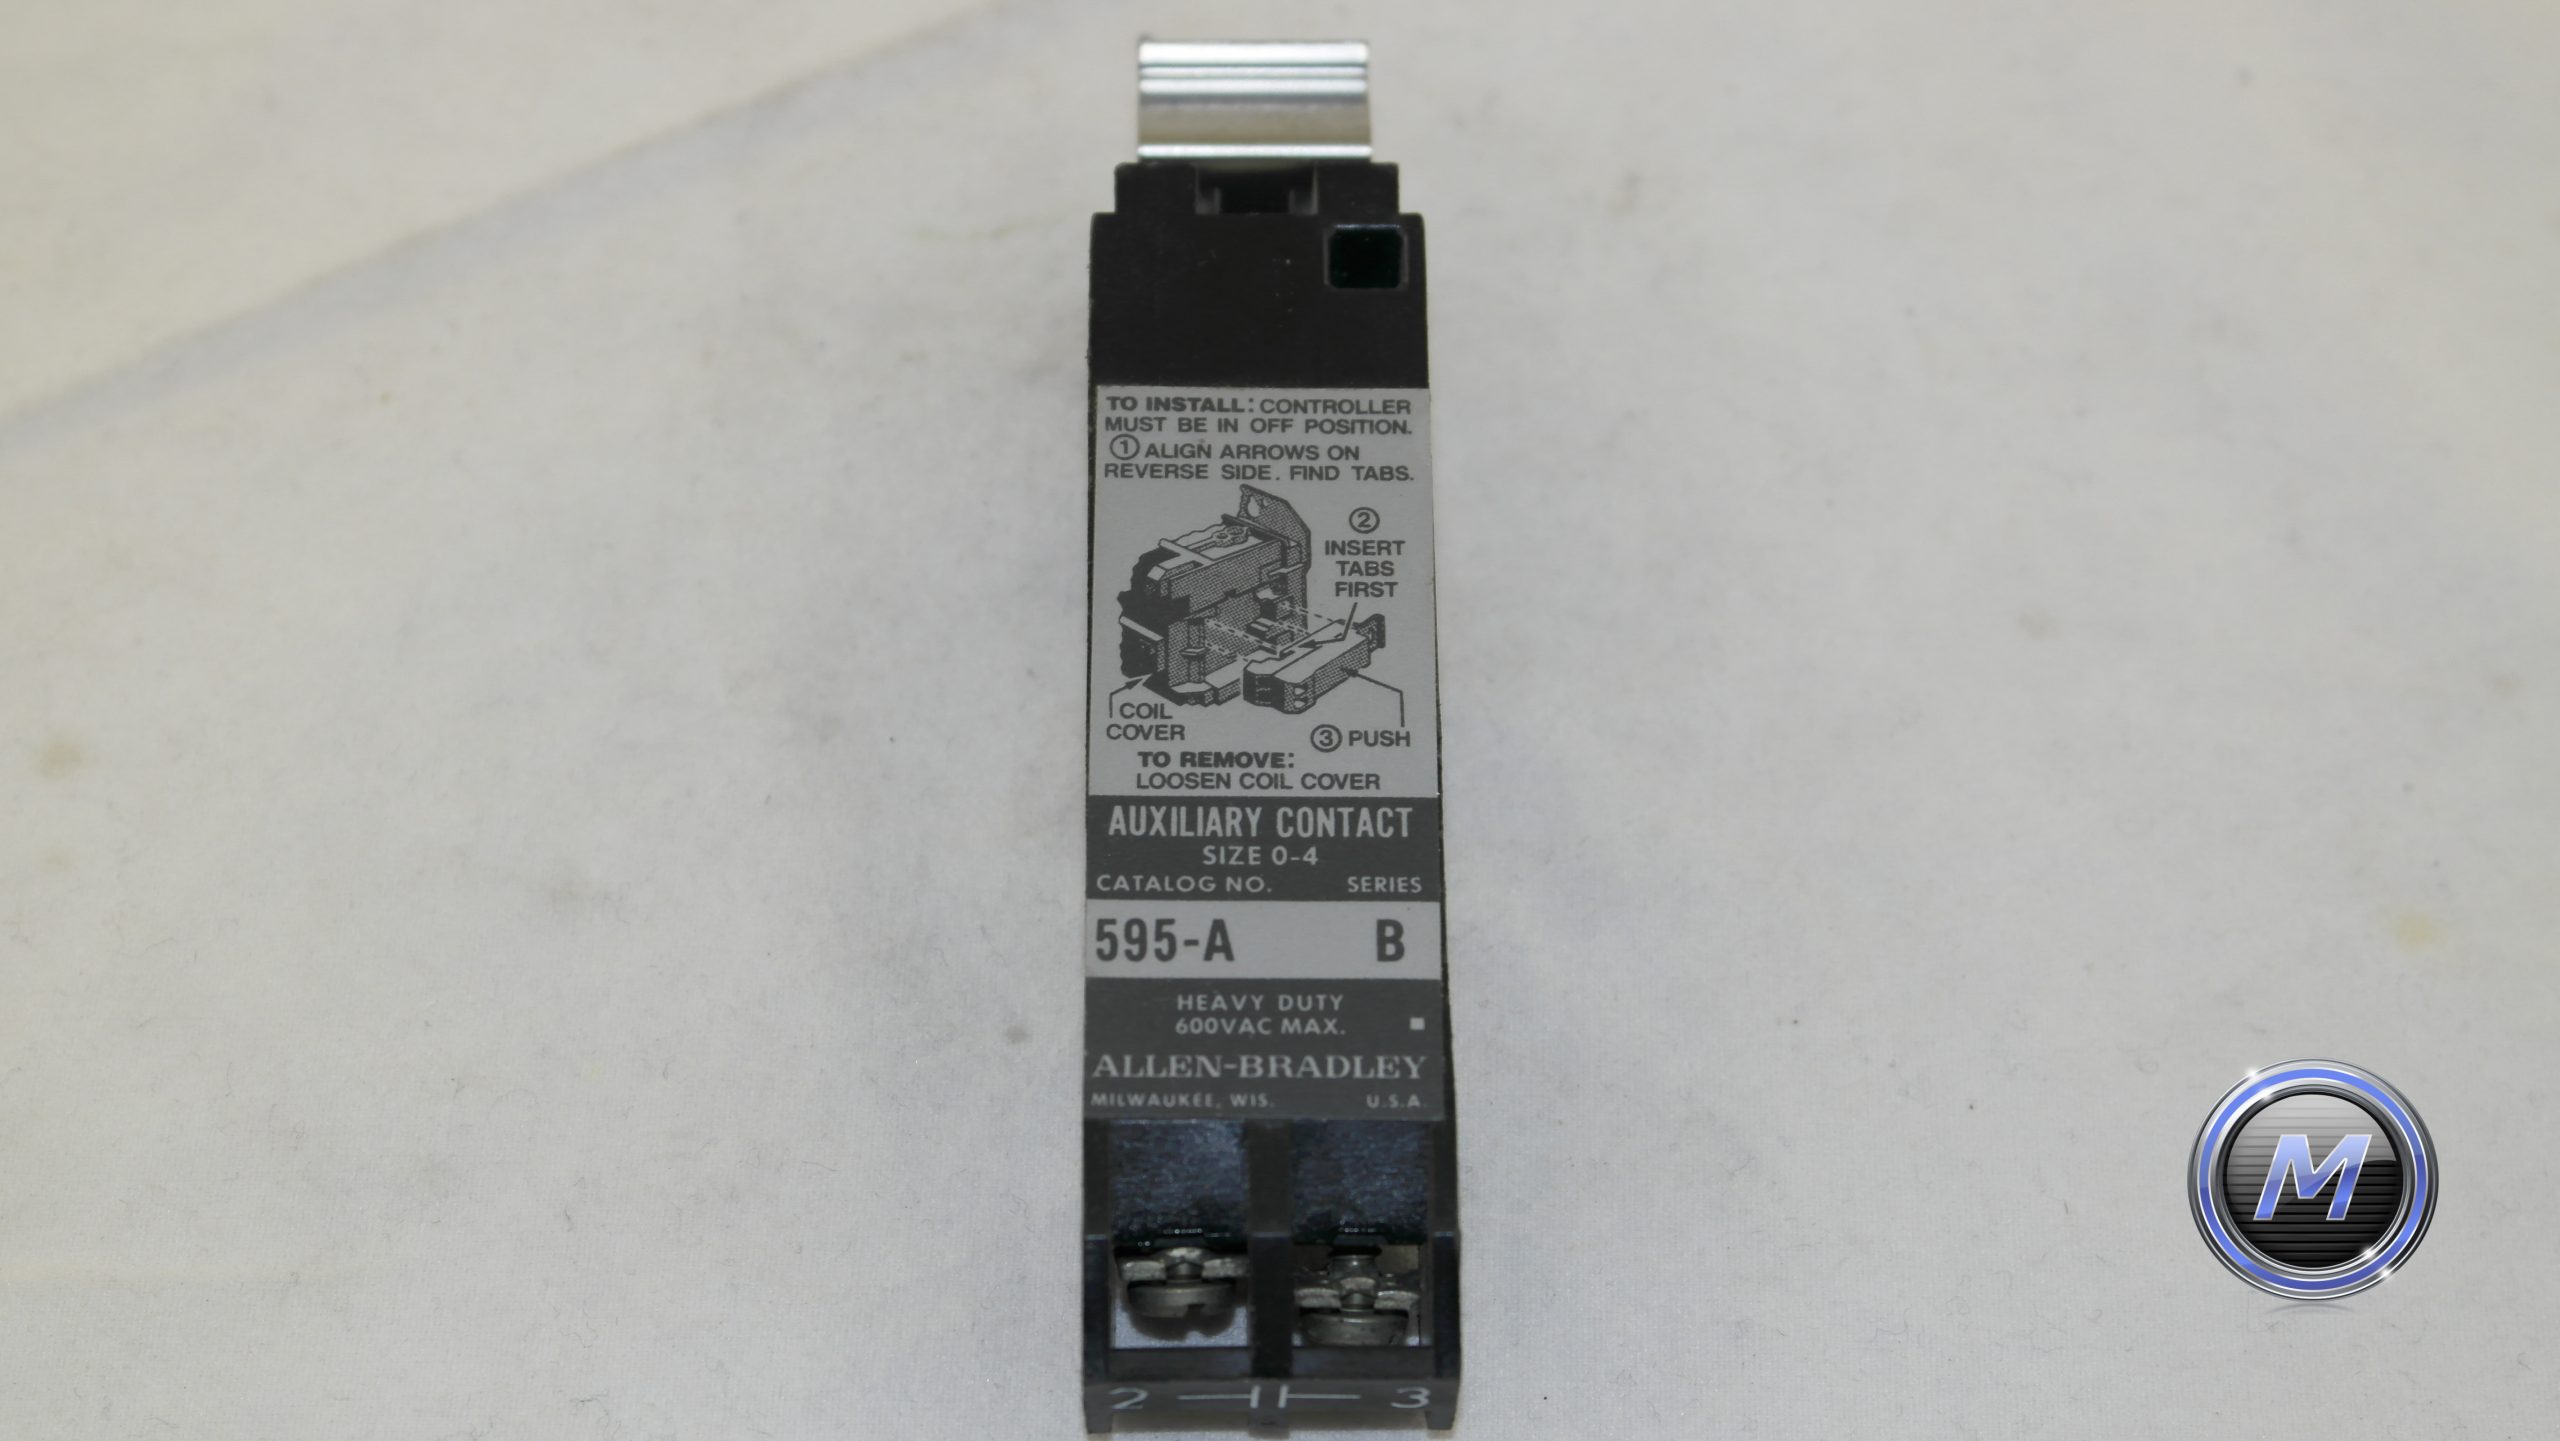 TO INSTALL: CONTROLLER
MUST BE IN OFF POSITION.
① ALIGN ARROWS ON
REVERSE SIDE. FIND TABS.
②
INSERT
TABS
FIRST
COIL
COVER
③ PUSH
TO REMOVE:
LOOSEN COIL COVER
AUXILIARY CONTACT
SIZE 0-4
CATALOG NO. SERIES
595-A B
HEAVY DUTY
600VAC MAX.
ALLEN-BRADLEY
MILWAUKEE, WIS. U.S.A.
2 3
M